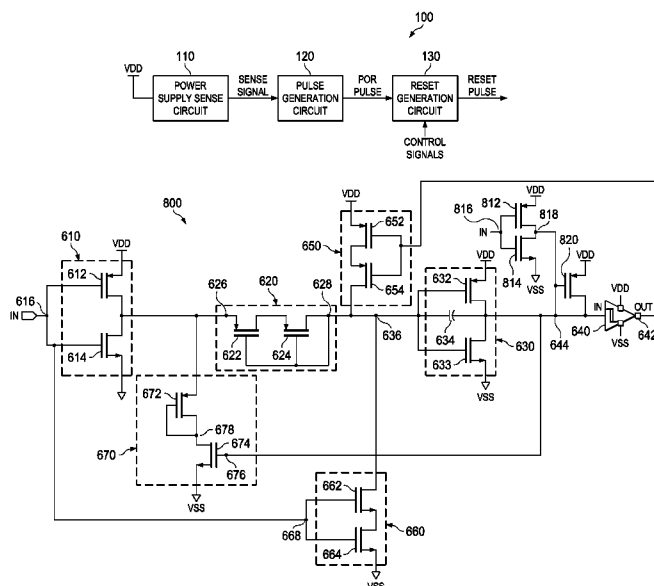 100
110
120
130
VDD
POWER
SUPPLY SENSE
CIRCUIT
SENSE
SIGNAL
PULSE
GENERATION
CIRCUIT
POR
PULSE
RESET
GENERATION
CIRCUIT
RESET
PULSE
CONTROL
SIGNALS
800
610
VDD
612
616
IN
614
620
626
628
622
624
VDD
652
650
654
812
VDD
816
818
IN
814
VSS
820
VDD
632
VDD
634
636
633
630
VSS
IN
VDD
OUT
640
VSS
642
644
672
678
674
670
676
VSS
662
668
660
664
VSS